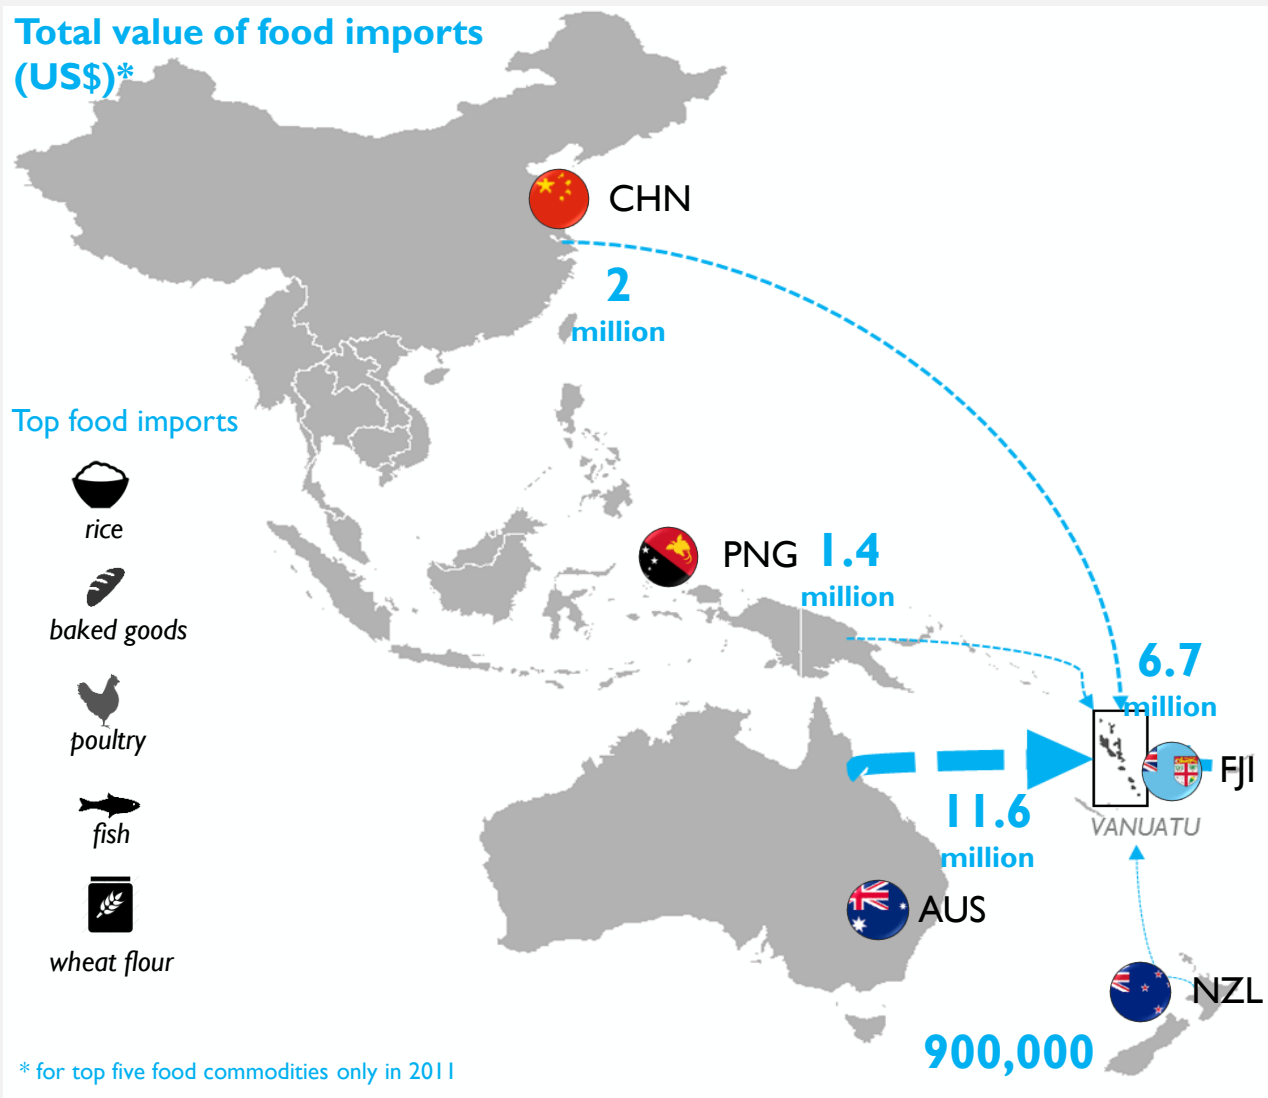 Total value of food imports
(US$)*
CHN
2
million
Top food imports
rice
baked goods
poultry
fish
wheat flour
PNG 1.4
million
6.7
million
FJI
VANUATU
11.6
million
AUS
NZL
900,000
* for top five food commodities only in 2011